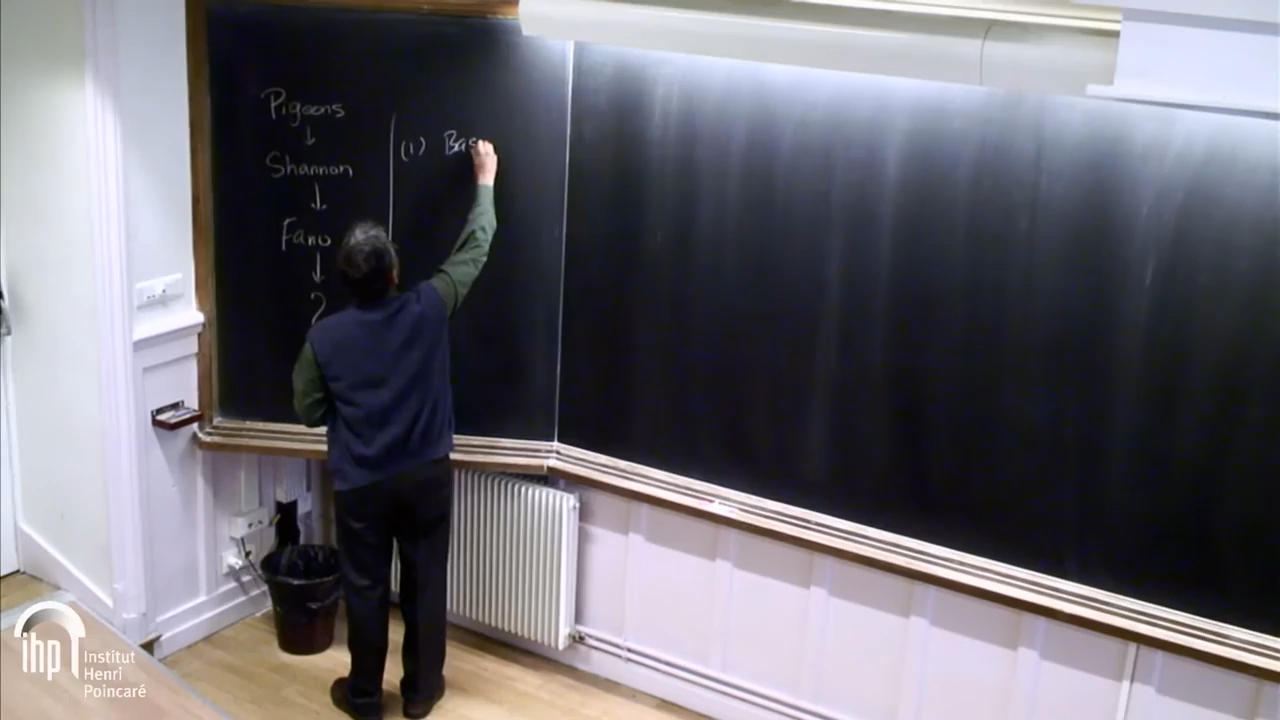 Pigeons
↓
Shannon
↓
Fano
↓
?
(1) Bas
ihp
Institut
Henri
Poincaré